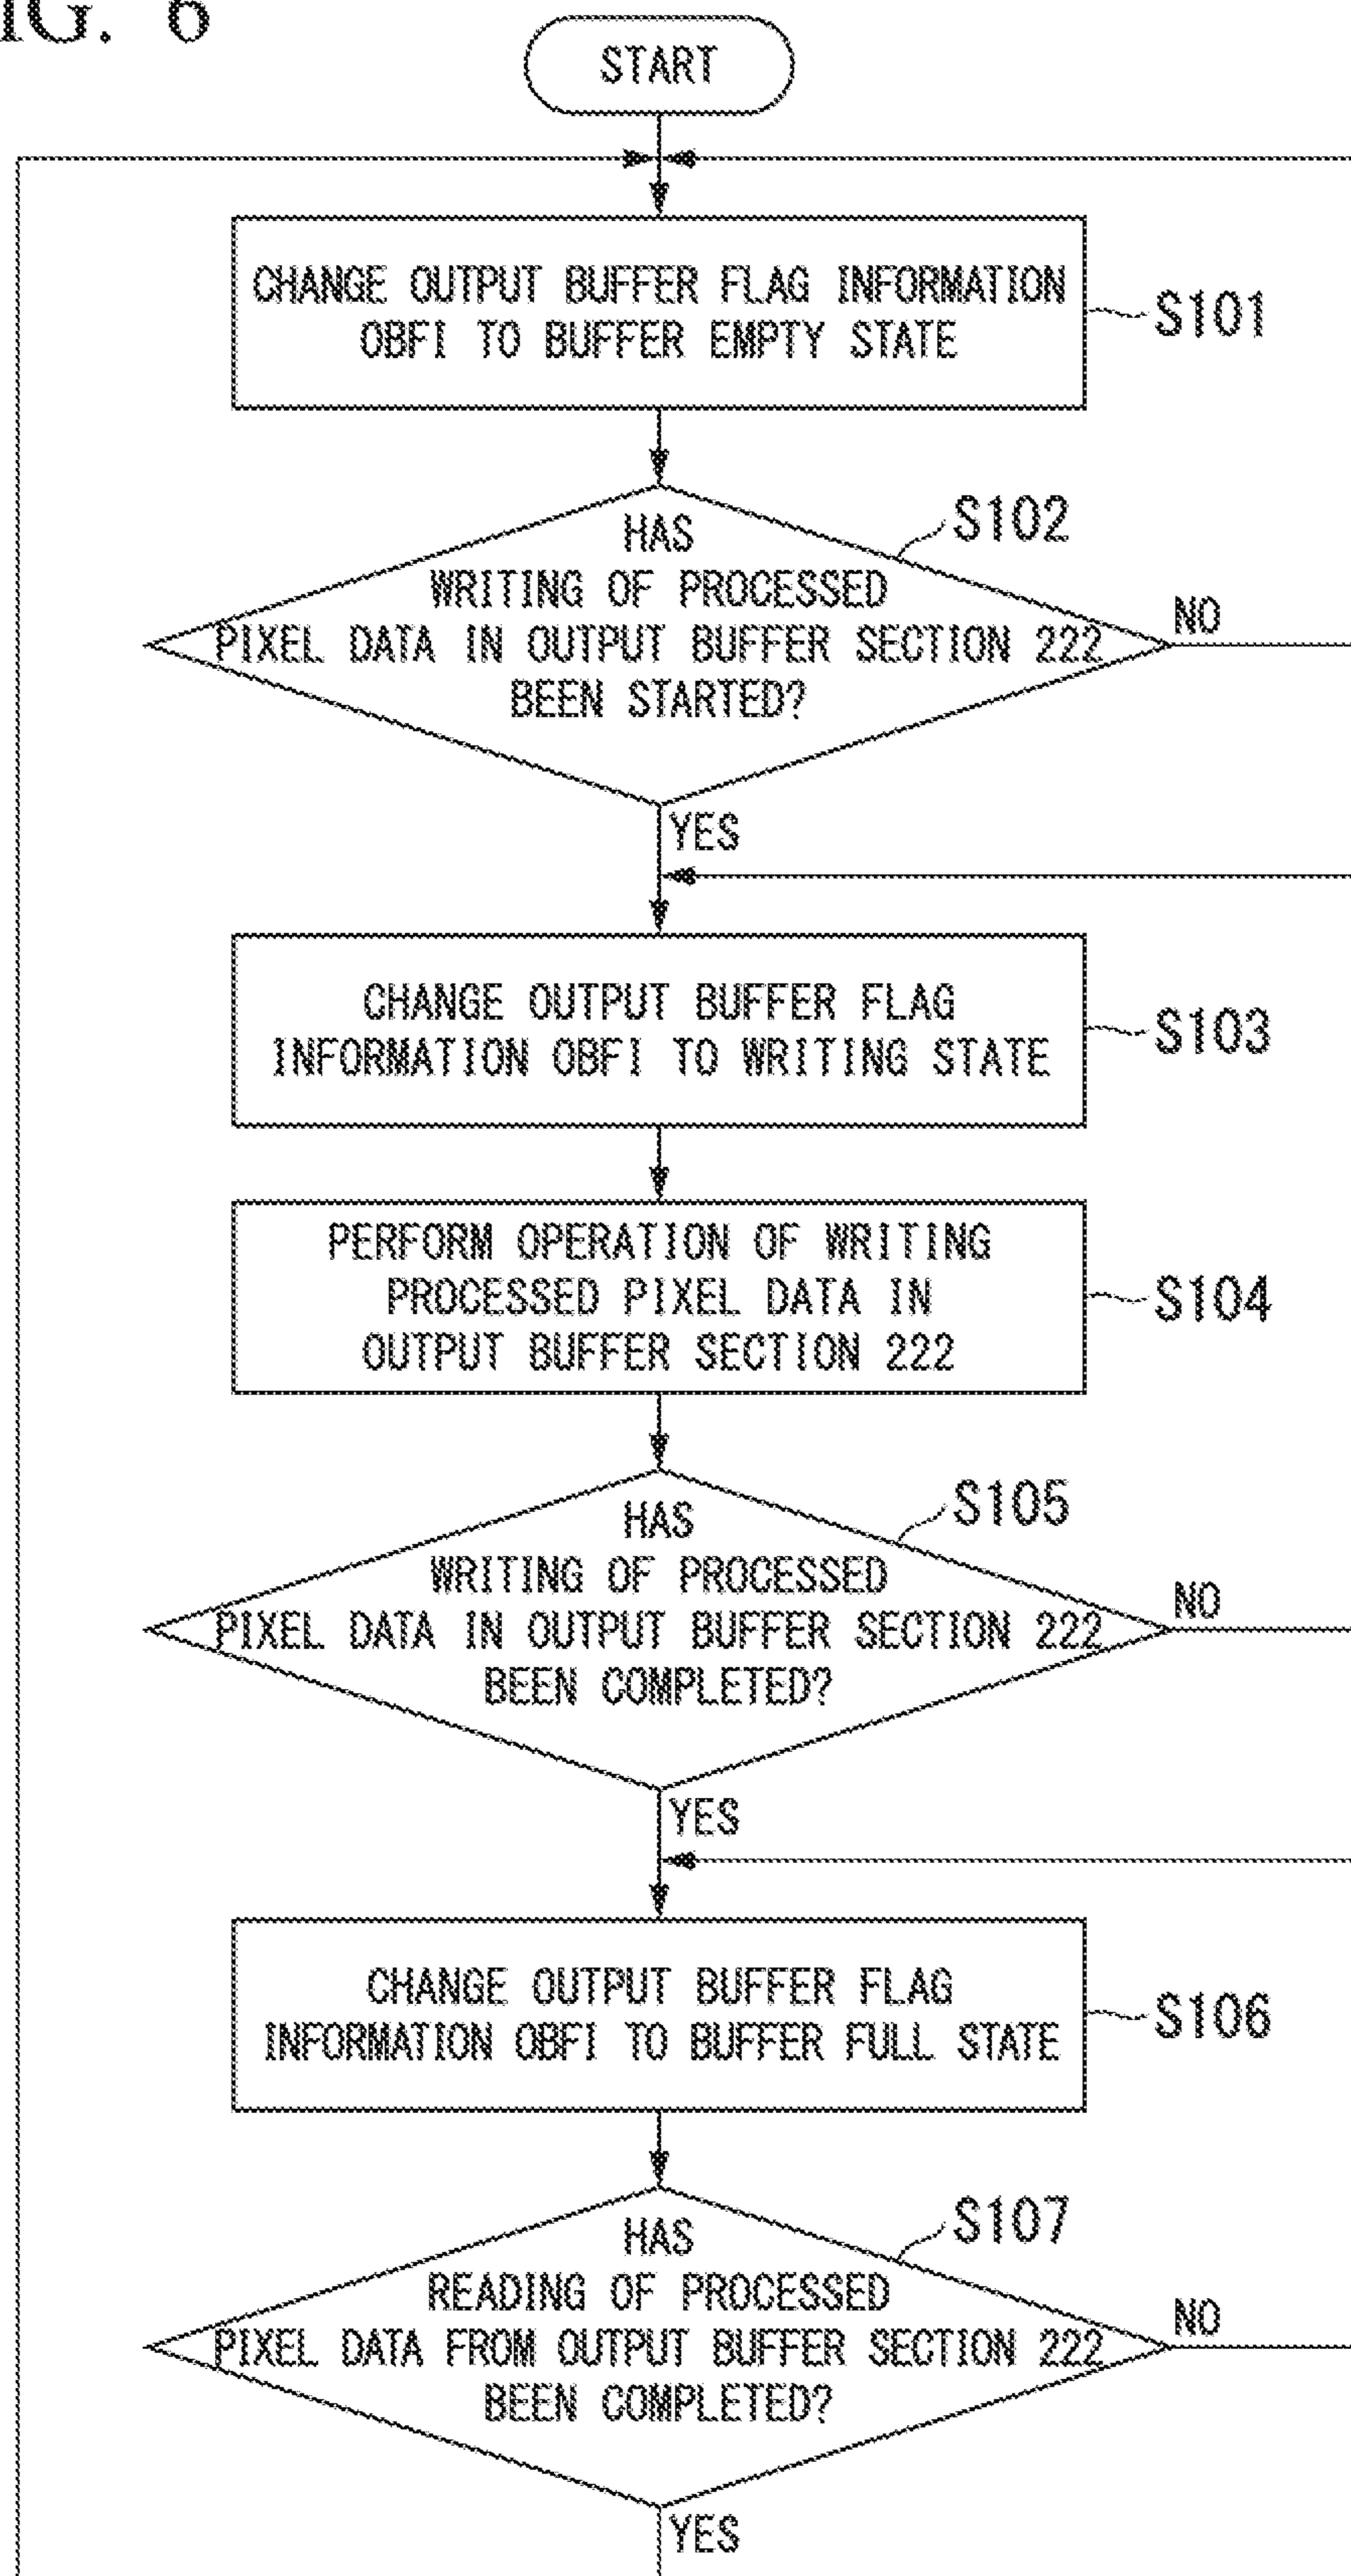 IG. 6
START
CHANGE OUTPUT BUFFER FLAG INFORMATION
OBFI TO BUFFER EMPTY STATE
S101
S102
HAS
WRITING OF PROCESSED
PIXEL DATA IN OUTPUT BUFFER SECTION 222
BEEN STARTED?
NO
YES
CHANGE OUTPUT BUFFER FLAG
INFORMATION OBFI TO WRITING STATE
S103
PERFORM OPERATION OF WRITING
PROCESSED PIXEL DATA IN
OUTPUT BUFFER SECTION 222
S104
S105
HAS
WRITING OF PROCESSED
PIXEL DATA IN OUTPUT BUFFER SECTION 222
BEEN COMPLETED?
NO
YES
CHANGE OUTPUT BUFFER FLAG
INFORMATION OBFI TO BUFFER FULL STATE
S106
S107
HAS
READING OF PROCESSED
PIXEL DATA FROM OUTPUT BUFFER SECTION 222
BEEN COMPLETED?
NO
YES